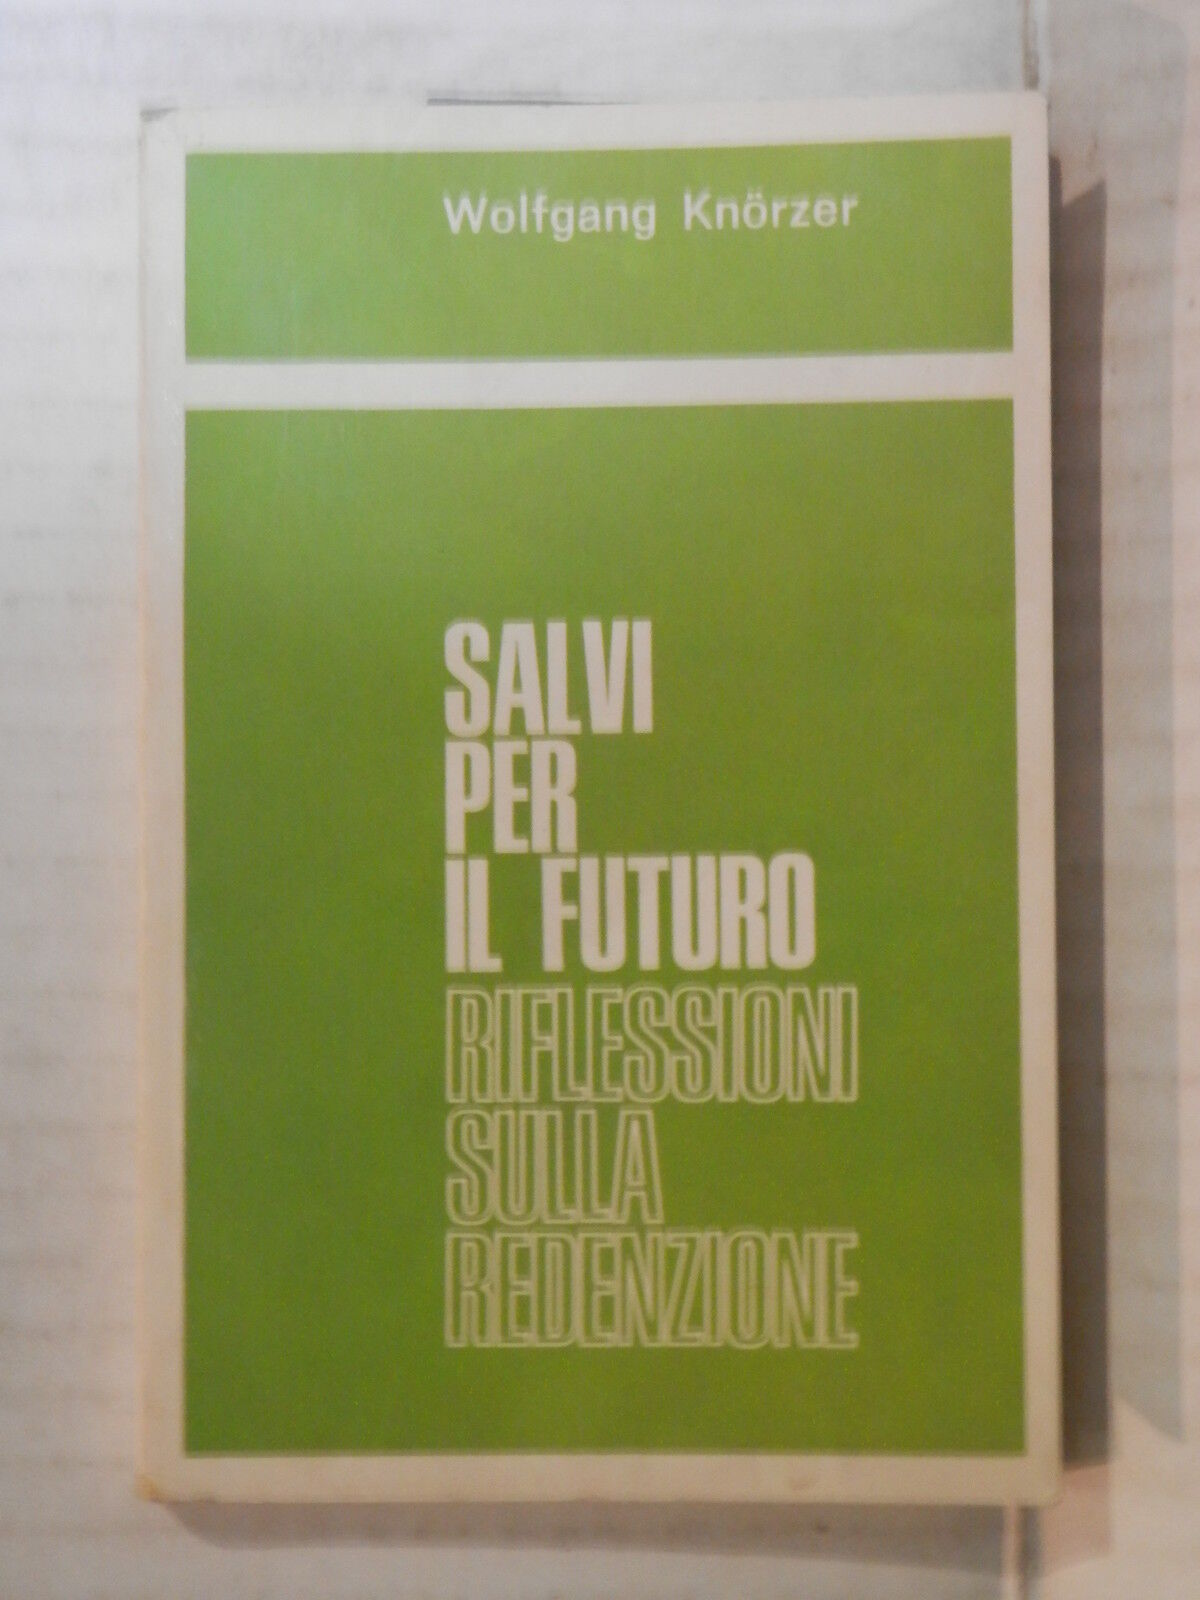 Wolfgang Knörzer
SALVI
PER
IL FUTURO
RIFLESSIONI
SULLA
REDENZIONE